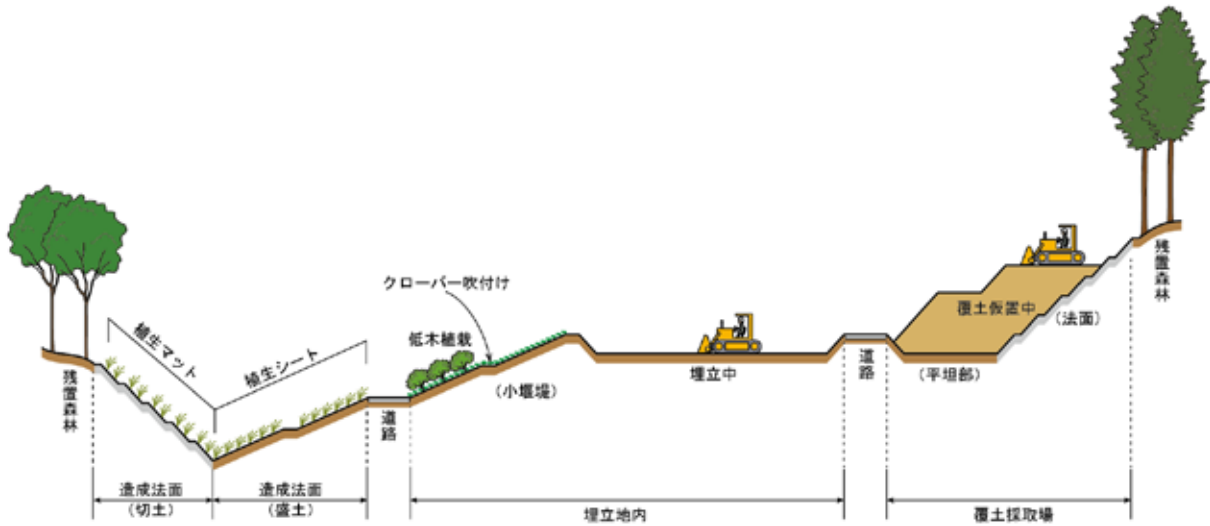 クローバー吹付け
低木植栽
植生マット
植生シート
覆土仮置中
(法面)
残置森林
残置森林
道路
(小堰堤)
埋立中
道路
(平坦部)
造成法面
(切土)
造成法面
(盛土)
埋立地内
覆土採取場